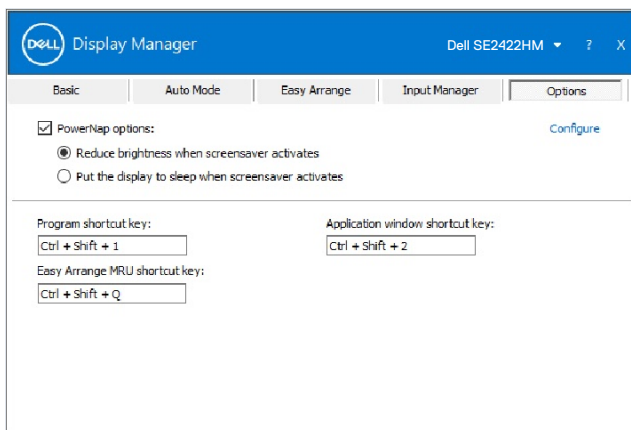 DELL Display Manager Dell SE2422HM ? X
Basic Auto Mode Easy Arrange Input Manager Options
PowerNap options: Configure
Reduce brightness when screensaver activates
Put the display to sleep when screensaver activates
Program shortcut key: Application window shortcut key:
Ctrl + Shift + 1 Ctrl + Shift + 2
Easy Arrange MRU shortcut key:
Ctrl + Shift + Q